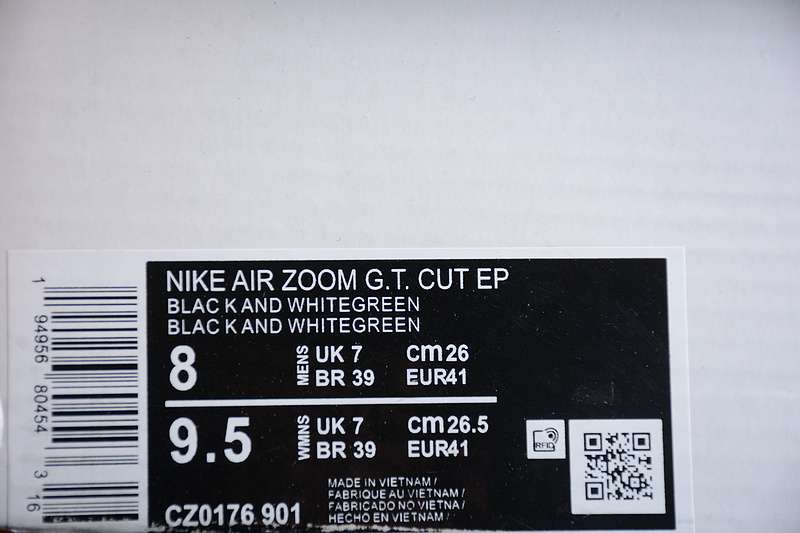 NIKE AIR ZOOM G.T. CUT EP
BLAC K AND WHITEGREEN
BLAC K AND WHITEGREEN
8 MENS UK 7 cm 26
BR 39 EUR41
9.5 WMNS UK 7 cm 26.5
BR 39 EUR41
RFID
MADE IN VIETNAM /
FABRIQUE AU VIETNAM /
FABRICADO NO VIETNA /
HECHO EN VIETNAM /
CZ0176 901
1 94956 80454 3 16